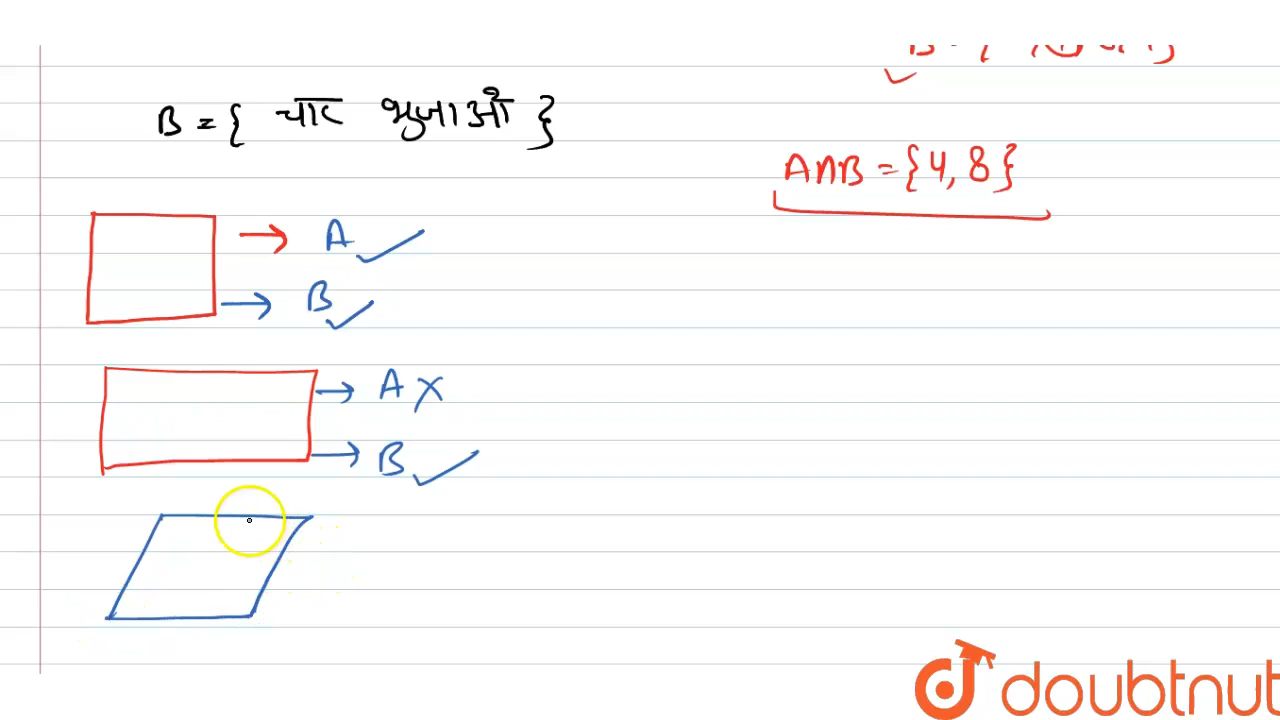 B = { चार भुजाओं }
A∩B = {4, 8}
A ✓
B ✓
A ×
B ✓
doubtnut